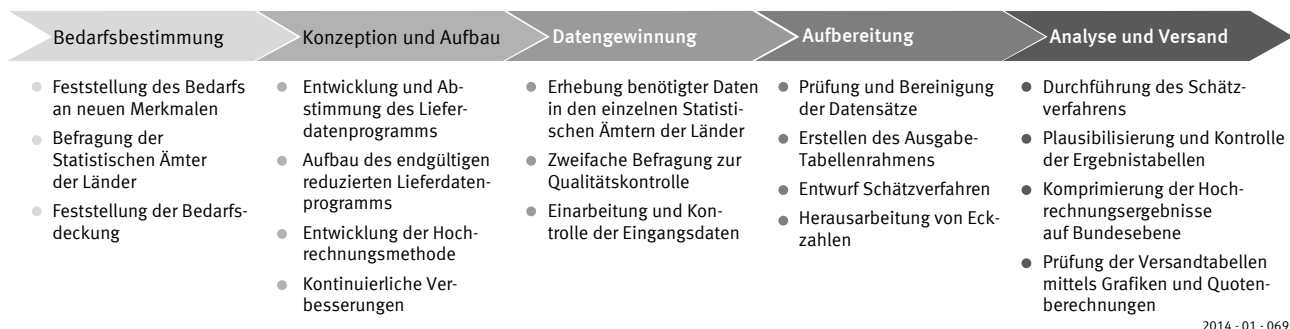 Bedarfsbestimmung
Konzeption und Aufbau
Datengewinnung
Aufbereitung
Analyse und Versand
Feststellung des Bedarfs
an neuen Merkmalen
Befragung der
Statistischen Ämter
der Länder
Feststellung der Bedarfs-
deckung
Entwicklung und Ab-
stimmung des Liefer-
datenprogramms
Aufbau des endgültigen
reduzierten Lieferdaten-
programms
Entwicklung der Hoch-
rechnungsmethode
Kontinuierliche Ver-
besserungen
Erhebung benötigter Daten
in den einzelnen Statisti-
schen Ämtern der Länder
Zweifache Befragung zur
Qualitätskontrolle
Einarbeitung und Kon-
trolle der Eingangsdaten
Prüfung und Bereinigung
der Datensätze
Erstellen des Ausgabe-
Tabellenrahmens
Entwurf Schätzverfahren
Herausarbeitung von Eck-
zahlen
Durchführung des Schätz-
verfahrens
Plausibilisierung und Kontrolle
der Ergebnistabellen
Komprimierung der Hoch-
rechnungsergebnisse
auf Bundesebene
Prüfung der Versandtabellen
mittels Grafiken und Quoten-
berechnungen
2014 - 01 - 069